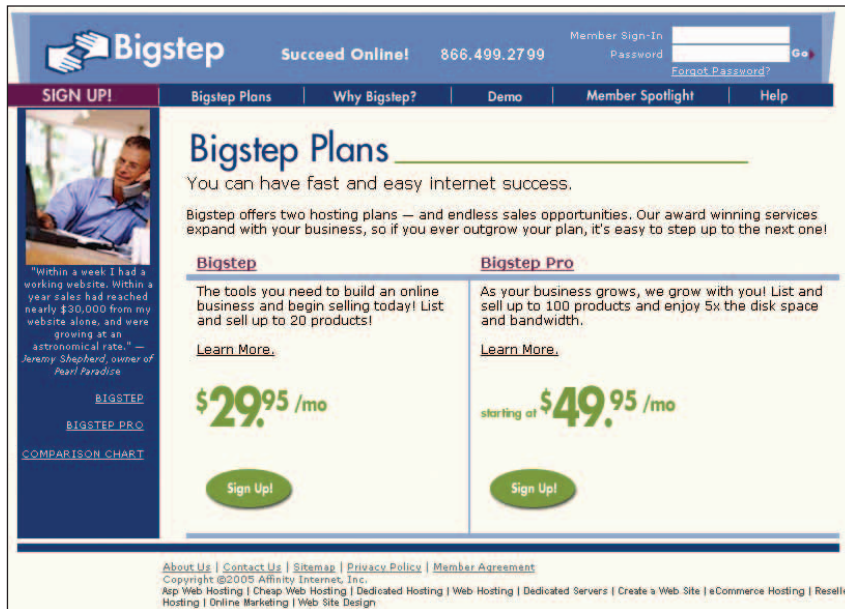 Bigstep
Succeed Online!
866.499.2799
Member Sign-In
Password
Go
Forgot Password?
SIGN UP!
Bigstep Plans | Why Bigstep? | Demo | Member Spotlight | Help
Bigstep Plans
You can have fast and easy internet success.
Bigstep offers two hosting plans — and endless sales opportunities. Our award winning services
expand with your business, so if you ever outgrow your plan, it's easy to step up to the next one!
"Within a week I had a
working website. Within a
year sales had reached
nearly $30,000 from my
website alone, and were
growing at an
astronomical rate." —
Jeremy Shepherd, owner of
Pearl Paradise
BIGSTEP
BIGSTEP PRO
COMPARISON CHART
Bigstep
The tools you need to build an online
business and begin selling today! List
and sell up to 20 products!
Learn More.
$29.95 /mo
Sign Up!
Bigstep Pro
As your business grows, we grow with you! List and
sell up to 100 products and enjoy 5x the disk space
and bandwidth.
Learn More.
starting at $49.95 /mo
Sign Up!
About Us | Contact Us | Sitemap | Privacy Policy | Member Agreement
Copyright ©2005 Affinity Internet, Inc.
Asp Web Hosting | Cheap Web Hosting | Dedicated Hosting | Web Hosting | Dedicated Servers | Create a Web Site | eCommerce Hosting | Reselle
Hosting | Online Marketing | Web Site Design